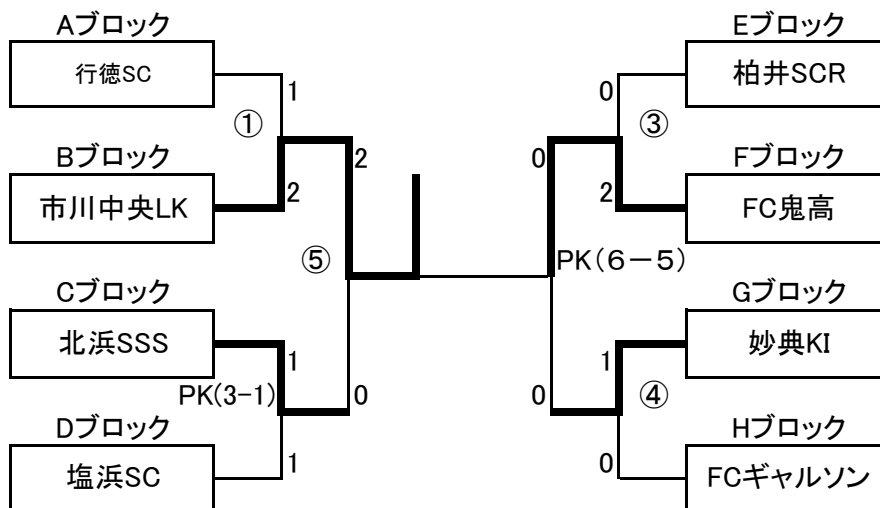 Aブロック
行徳SC
1
①
Bブロック
2
2
市川中央LK
⑤
Cブロック
北浜SSS
1
PK(3-1)
0
Dブロック
1
塩浜SC
Eブロック
0
柏井SCR
③
0
Fブロック
2
FC鬼高
PK(6-5)
Gブロック
1
妙典KI
0
④
Hブロック
0
FCギャルソン